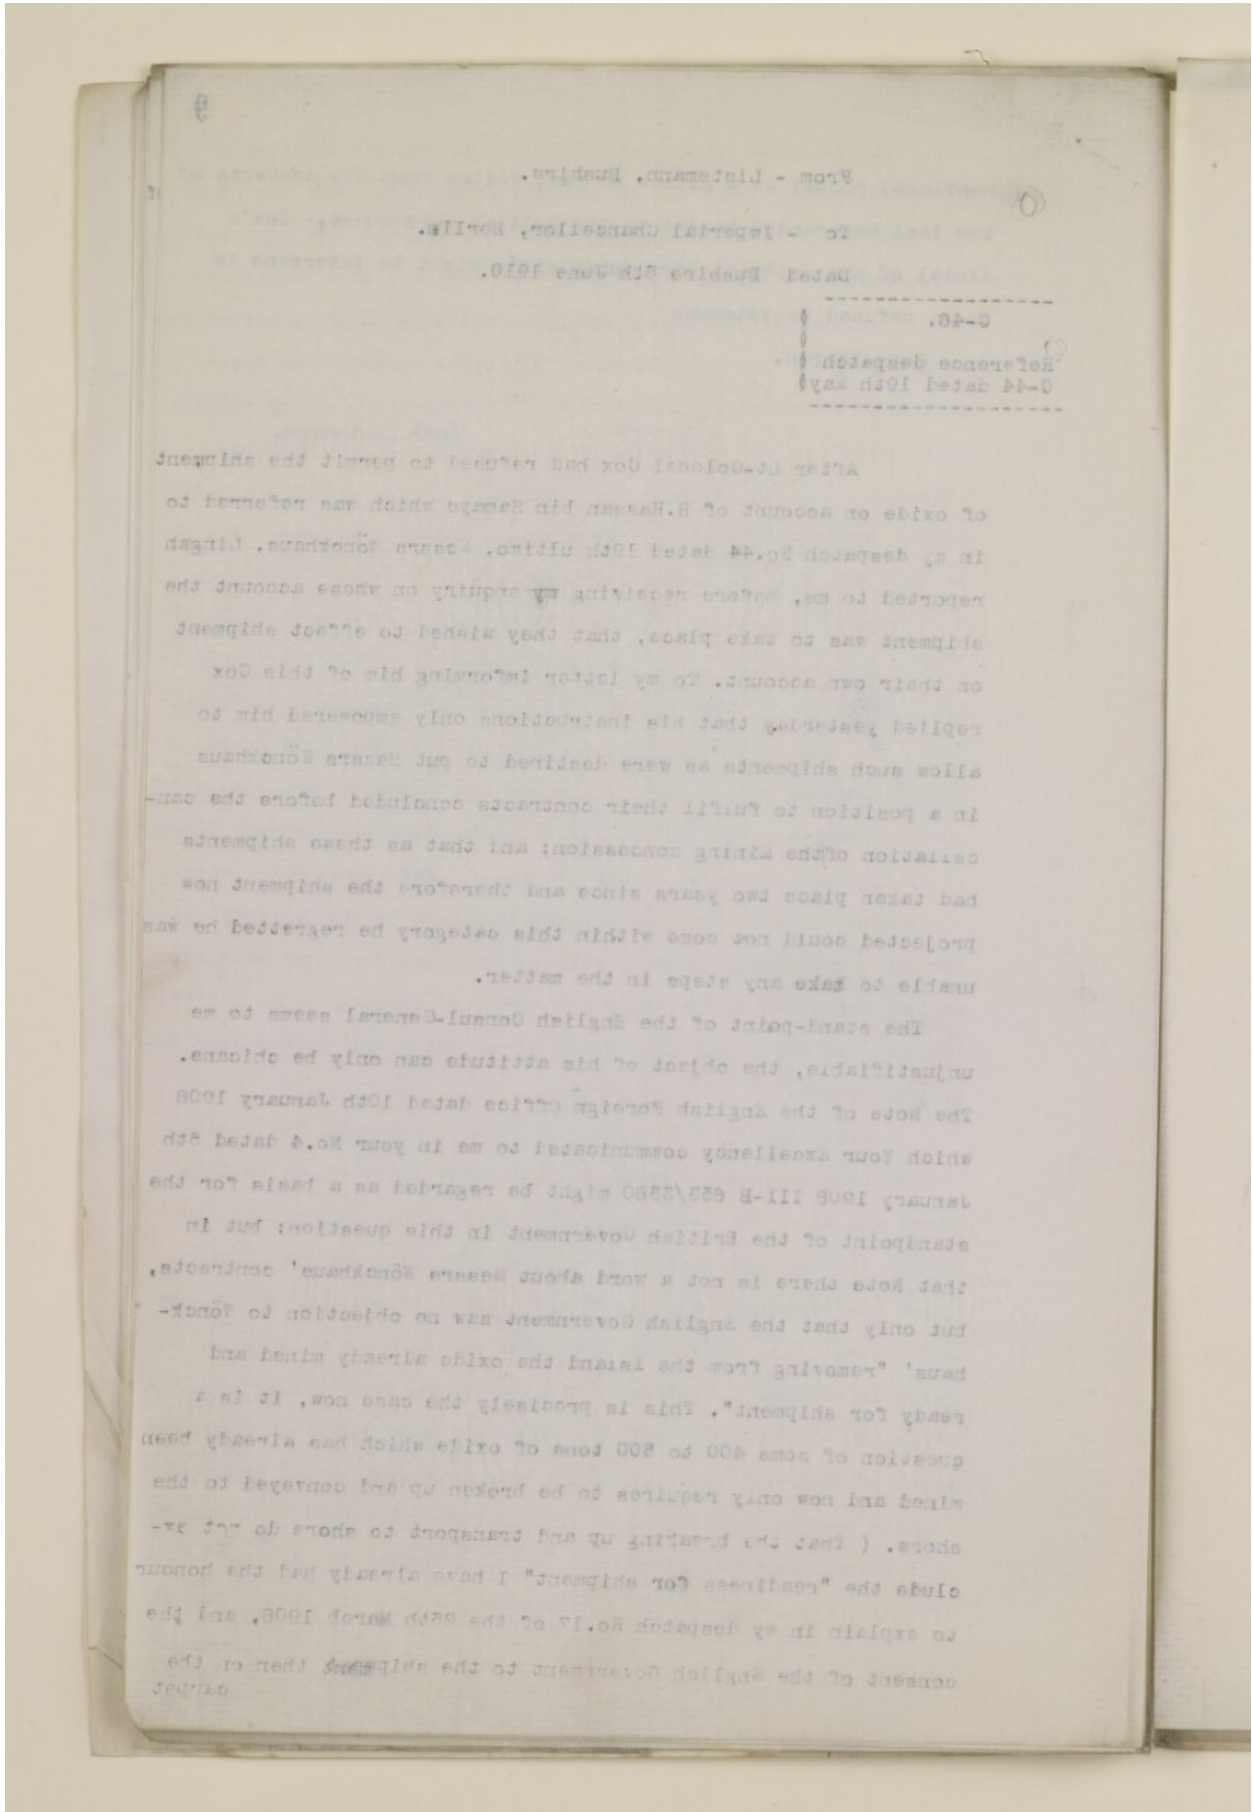 9
From - Listemann, Bushire.
To - Imperial Chancellor, Berlin.
Dated Bushire 5th June 1910.
C-46.
Reference despatch
C-44 dated 19th May
After Lt-Colonel Cox had refused to permit the shipment
of oxide on account of H.Hassan bin Samaye which was referred to
in my despatch No.44 dated 19th ultimo, Messrs Wönckhaus, Lingah
reported to me, before receiving my enquiry on whose account the
shipment was to take place, that they wished to effect shipment
on their own account. To my letter informing him of this Cox
replied yesterday that his instructions only empowered him to
allow such shipments as were destined to put Messrs Wönckhaus
in a position to fulfil their contracts concluded before the can-
cellation of the Mining concession; and that as these shipments
had taken place two years since and therefore the shipment now
projected could not come within this category he regretted he was
unable to take any steps in the matter.
The stand-point of the English Consul-General seems to me
unjustifiable, the object of his attitude can only be chicane.
The Note of the English Foreign Office dated 10th January 1908
which Your Excellency communicated to me in your No.4 dated 5th
January 1908 III-B 653/3580 might be regarded as a basis for the
standpoint of the British Government in this question; but in
that Note there is not a word about Messrs Wönckhaus' contracts,
but only that the English Government saw no objection to Wönck-
haus' "removing from the Island the oxide already mined and
ready for shipment". This is precisely the case now, it is a
question of some 400 to 500 tons of oxide which has already been
mined and now only requires to be broken up and conveyed to the
shore. ( That the breaking up and transport to shore do not ex-
clude the "readiness for shipment" I have already had the honour
to explain in my despatch No.17 of the 25th March 1908, and the
consent of the English Government to the shipment then on the
carpet